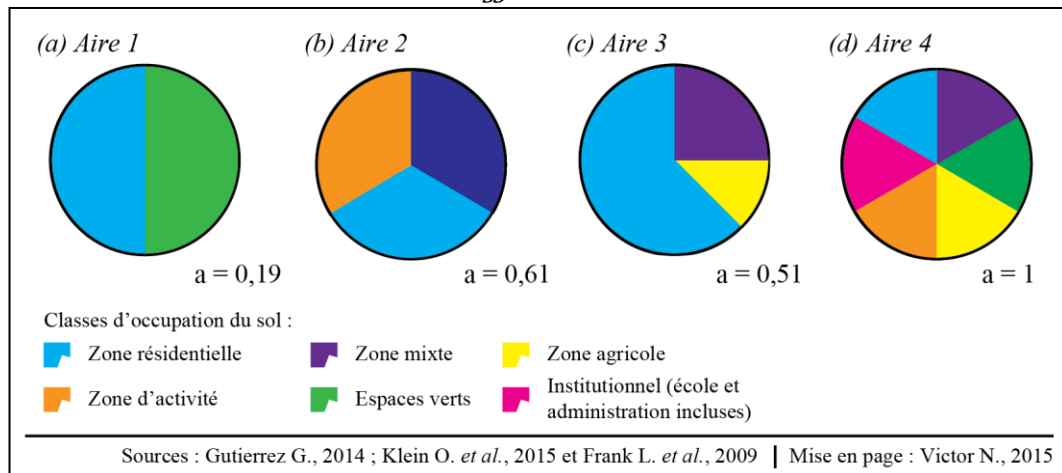 (a) Aire 1
(b) Aire 2
(c) Aire 3
(d) Aire 4
a = 0,19
a = 0,61
a = 0,51
a = 1
Classes d’occupation du sol :
Zone résidentielle
Zone mixte
Zone agricole
Zone d’activité
Espaces verts
Institutionnel (école et
administration incluses)
Sources : Gutierrez G., 2014 ; Klein O. et al., 2015 et Frank L. et al., 2009 | Mise en page : Victor N., 2015